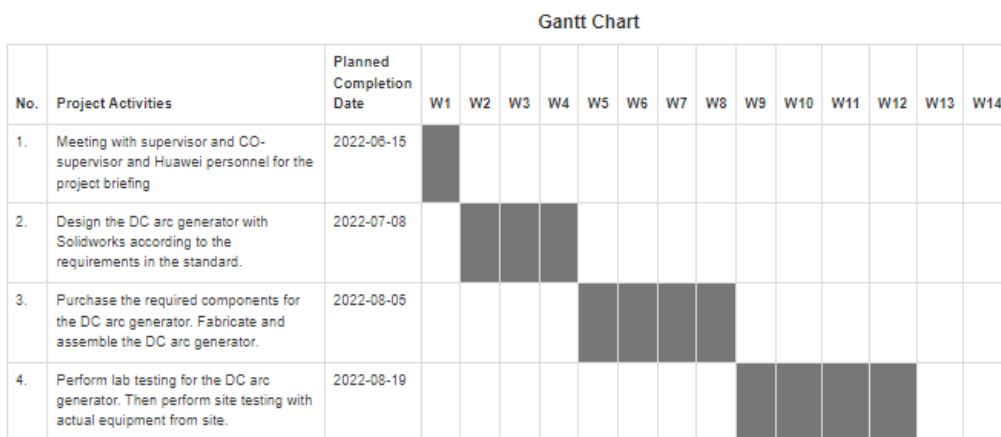 Gantt Chart
Planned
Completion
No. Project Activities Date W1 W2 W3 W4 W5 W6 W7 W8 W9 W10 W11 W12 W13 W14
1. Meeting with supervisor and CO- 2022-06-15
supervisor and Huawei personnel for the
project briefing
2. Design the DC arc generator with 2022-07-08
Solidworks according to the
requirements in the standard.
3. Purchase the required components for 2022-08-05
the DC arc generator. Fabricate and
assemble the DC arc generator.
4. Perform lab testing for the DC arc 2022-08-19
generator. Then perform site testing with
actual equipment from site.